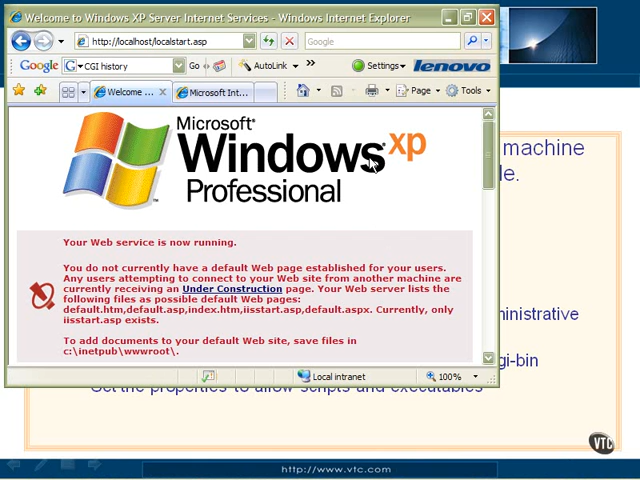 Welcome to Windows XP Server Internet Services - Windows Internet Explorer
http://localhost/localstart.asp
Google
Google
CGI history
Go
AutoLink
Settings
lenovo
Welcome ...
Microsoft Int...
Page
Tools
Microsoft
Windows xp
Professional
Your Web service is now running.
You do not currently have a default Web page established for your users.
Any users attempting to connect to your Web site from another machine are
currently receiving an Under Construction page. Your Web server lists the
following files as possible default Web pages:
default.htm,default.asp,index.htm,iisstart.asp,default.aspx. Currently, only
iisstart.asp exists.
To add documents to your default Web site, save files in
c:\inetpub\wwwroot\.
Local intranet
100%
machine
le.
ninistrative
gi-bin
Set the properties to allow scripts and executables
VTC
http://www.vtc.com